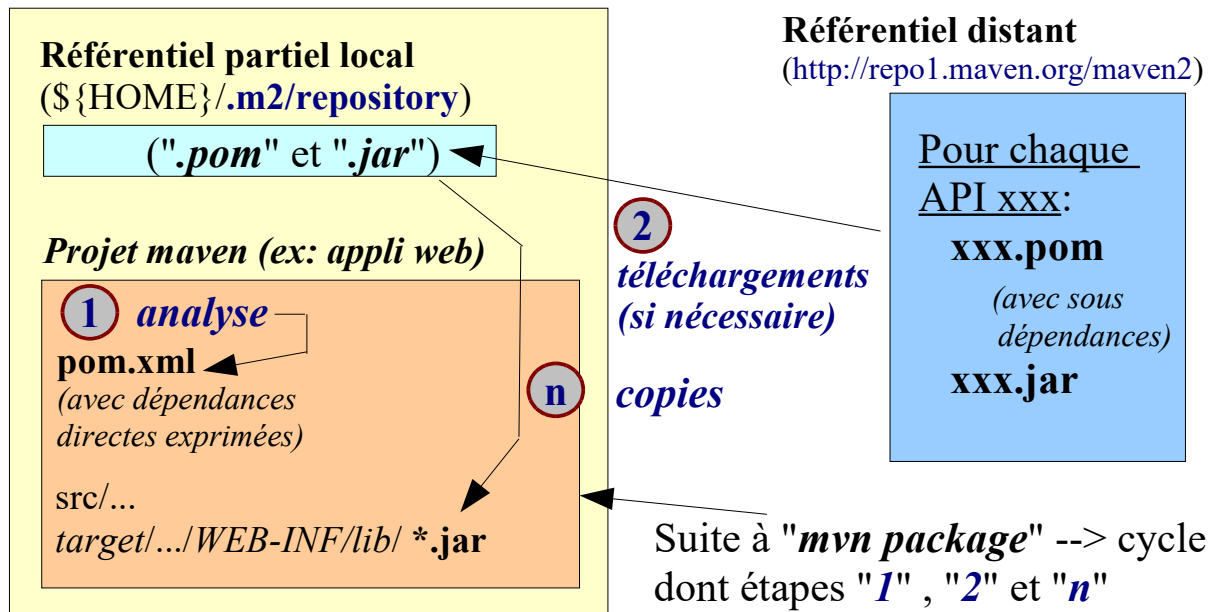 Référentiel partiel local
(${HOME}/.m2/repository)
(".pom" et ".jar")
Projet maven (ex: appli web)
1 analyse
pom.xml
(avec dépendances
directes exprimées)
src/...
target/.../WEB-INF/lib/ *.jar
2
téléchargements
(si nécessaire)
n copies
Référentiel distant
(http://repo1.maven.org/maven2)
Pour chaque
API xxx:
xxx.pom
(avec sous
dépendances)
xxx.jar
Suite à "mvn package" --> cycle
dont étapes "1" , "2" et "n"